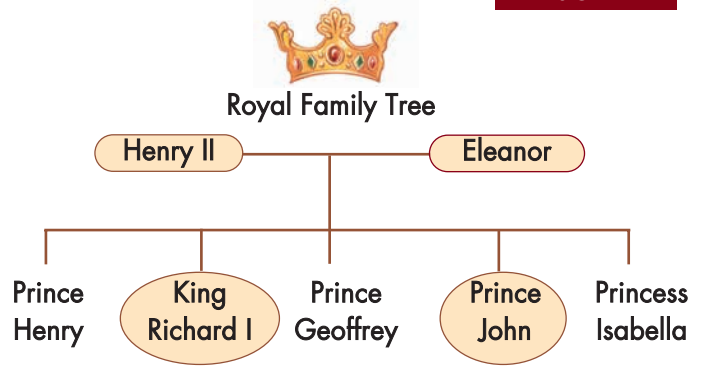 Royal Family Tree
Henry II
Eleanor
Prince Henry
King Richard I
Prince Geoffrey
Prince John
Princess Isabella